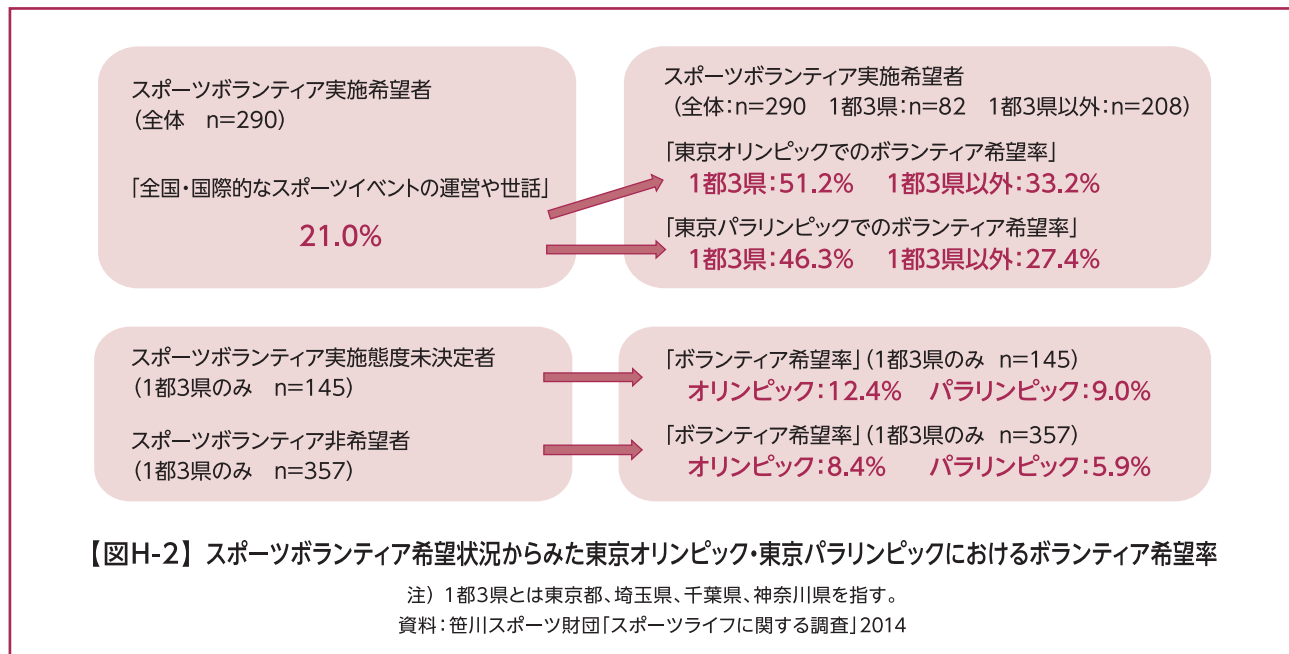 スポーツボランティア実施希望者
(全体 n=290)
「全国・国際的なスポーツイベントの運営や世話」
21.0%
スポーツボランティア実施希望者
(全体:n=290 1都3県:n=82 1都3県以外:n=208)
「東京オリンピックでのボランティア希望率」
1都3県:51.2% 1都3県以外:33.2%
「東京パラリンピックでのボランティア希望率」
1都3県:46.3% 1都3県以外:27.4%
スポーツボランティア実施態度未決定者
(1都3県のみ n=145)
スポーツボランティア非希望者
(1都3県のみ n=357)
「ボランティア希望率」(1都3県のみ n=145)
オリンピック:12.4% パラリンピック:9.0%
「ボランティア希望率」(1都3県のみ n=357)
オリンピック:8.4% パラリンピック:5.9%
【図H-2】 スポーツボランティア希望状況からみた東京オリンピック・東京パラリンピックにおけるボランティア希望率
注) 1都3県とは東京都、埼玉県、千葉県、神奈川県を指す。
資料:笹川スポーツ財団「スポーツライフに関する調査」2014